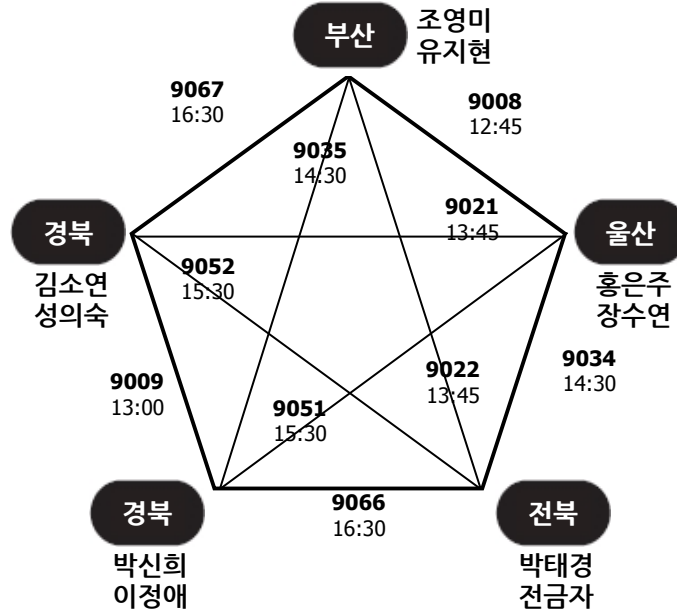 부산
조영미
유지현
9067
16:30
9008
12:45
9035
14:30
9021
13:45
경북
김소연
성의숙
9052
15:30
울산
홍은주
장수연
9009
13:00
9051
15:30
9022
13:45
9034
14:30
경북
박신희
이정애
9066
16:30
전북
박태경
전금자